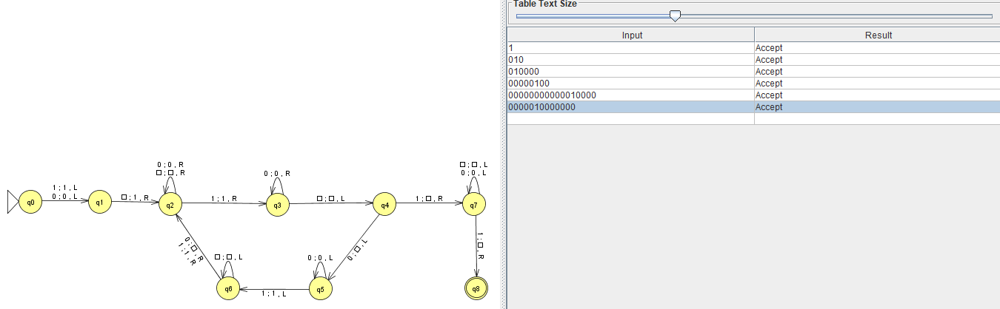 Table Text Size
Input Result
1 Accept
010 Accept
010000 Accept
00000100 Accept
00000000000010000 Accept
0000010000000 Accept
0 ; 0 , R
□ ; □ , R
0 ; 0 , R
□ ; □ , L
0 ; 0 , L
1 ; 1 , L
0 ; 0 , L
□ ; 1 , R
1 ; 1 , R
□ ; □ , L
1 ; □ , R
q0
q1
q2
q3
q4
q7
0 ; □ , R
1 ; 1 , R
0 ; □ , L
1 ; □ , R
□ ; □ , L
0 ; 0 , L
q6
1 ; 1 , L
q5
q8